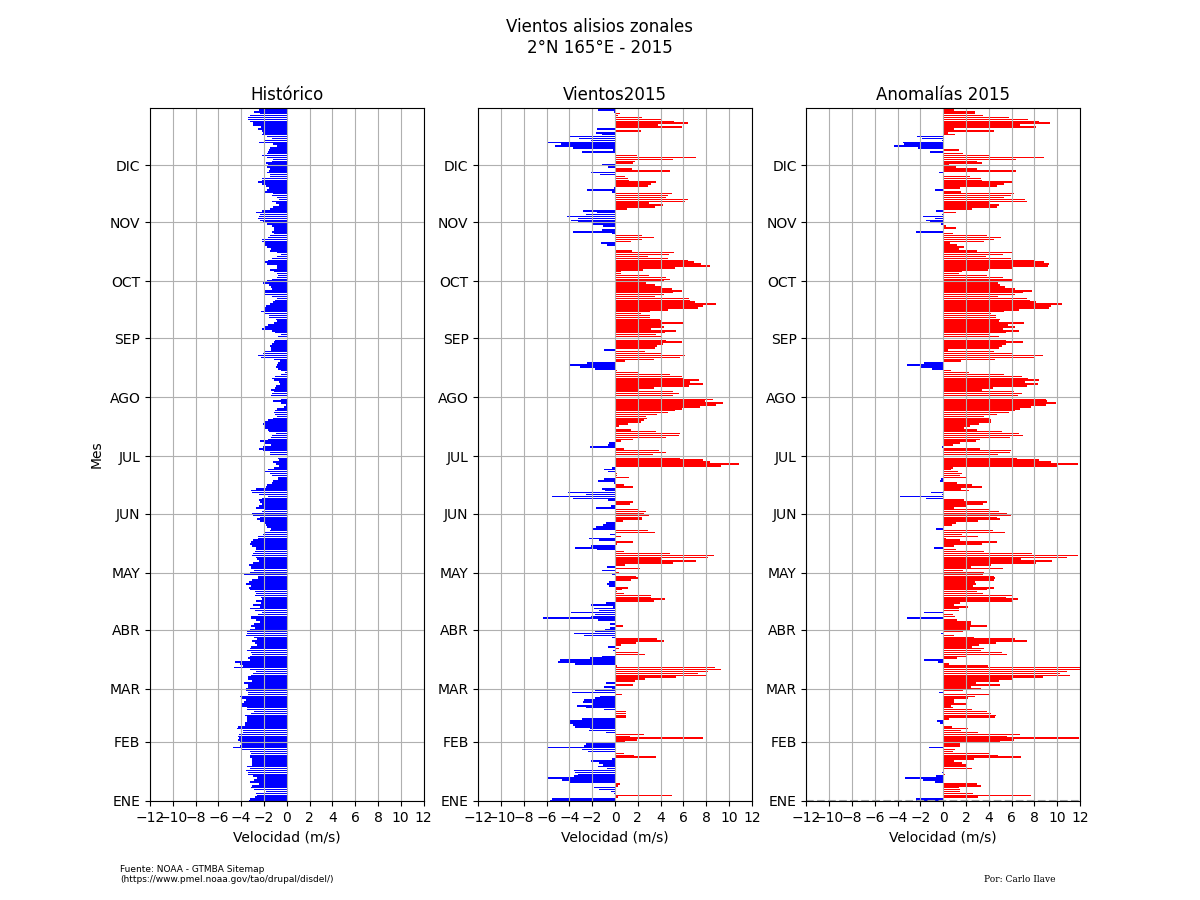 Vientos alisios zonales
2°N 165°E - 2015
Histórico
Vientos2015
Anomalías 2015
Mes
DIC
NOV
OCT
SEP
AGO
JUL
JUN
MAY
ABR
MAR
FEB
ENE
−12 −10 −8 −6 −4 −2 0 2 4 6 8 10 12
Velocidad (m/s)
DIC
NOV
OCT
SEP
AGO
JUL
JUN
MAY
ABR
MAR
FEB
ENE
−12 −10 −8 −6 −4 −2 0 2 4 6 8 10 12
Velocidad (m/s)
DIC
NOV
OCT
SEP
AGO
JUL
JUN
MAY
ABR
MAR
FEB
ENE
−12 −10 −8 −6 −4 −2 0 2 4 6 8 10 12
Velocidad (m/s)
Fuente: NOAA - GTMBA Sitemap
(https://www.pmel.noaa.gov/tao/drupal/disdel/)
Por: Carlo Ilave